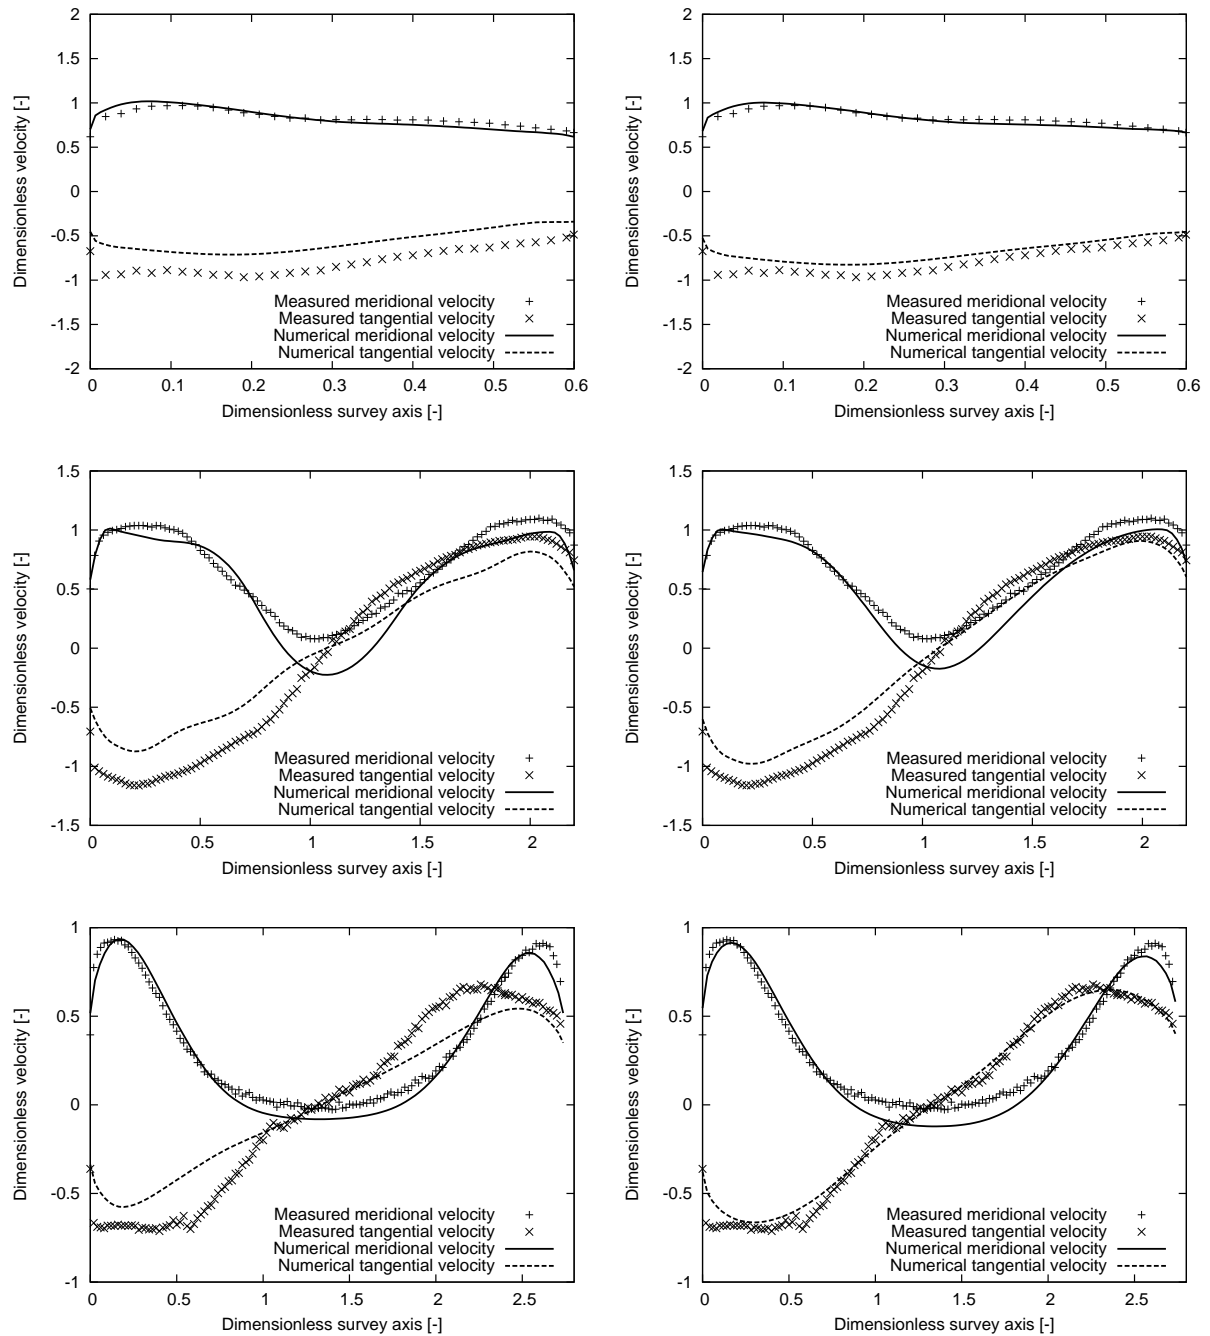 2
1.5
1
0.5
0
-0.5
-1
-1.5
-2
Dimensionless velocity [-]
Measured meridional velocity
Measured tangential velocity
Numerical meridional velocity
Numerical tangential velocity
0 0.1 0.2 0.3 0.4 0.5 0.6
Dimensionless survey axis [-]
2
1.5
1
0.5
0
-0.5
-1
-1.5
-2
Dimensionless velocity [-]
Measured meridional velocity
Measured tangential velocity
Numerical meridional velocity
Numerical tangential velocity
0 0.1 0.2 0.3 0.4 0.5 0.6
Dimensionless survey axis [-]
1.5
1
0.5
0
-0.5
-1
-1.5
Dimensionless velocity [-]
Measured meridional velocity
Measured tangential velocity
Numerical meridional velocity
Numerical tangential velocity
0 0.5 1 1.5 2
Dimensionless survey axis [-]
1.5
1
0.5
0
-0.5
-1
-1.5
Dimensionless velocity [-]
Measured meridional velocity
Measured tangential velocity
Numerical meridional velocity
Numerical tangential velocity
0 0.5 1 1.5 2
Dimensionless survey axis [-]
1
0.5
0
-0.5
-1
Dimensionless velocity [-]
Measured meridional velocity
Measured tangential velocity
Numerical meridional velocity
Numerical tangential velocity
0 0.5 1 1.5 2 2.5
Dimensionless survey axis [-]
1
0.5
0
-0.5
-1
Dimensionless velocity [-]
Measured meridional velocity
Measured tangential velocity
Numerical meridional velocity
Numerical tangential velocity
0 0.5 1 1.5 2 2.5
Dimensionless survey axis [-]